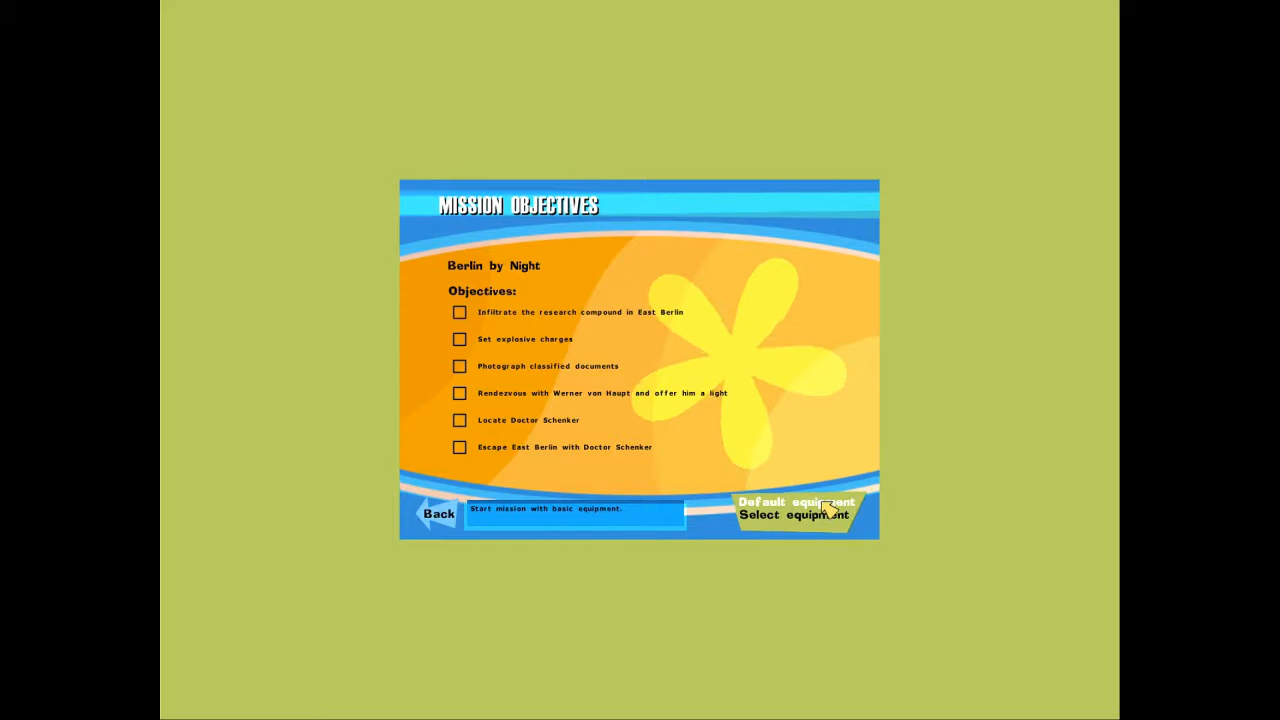 MISSION OBJECTIVES
Berlin by Night
Objectives:
Infiltrate the research compound in East Berlin
Set explosive charges
Photograph classified documents
Rendezvous with Werner von Haupt and offer him a light
Locate Doctor Schenker
Escape East Berlin with Doctor Schenker
Back
Start mission with basic equipment.
Default equipment
Select equipment